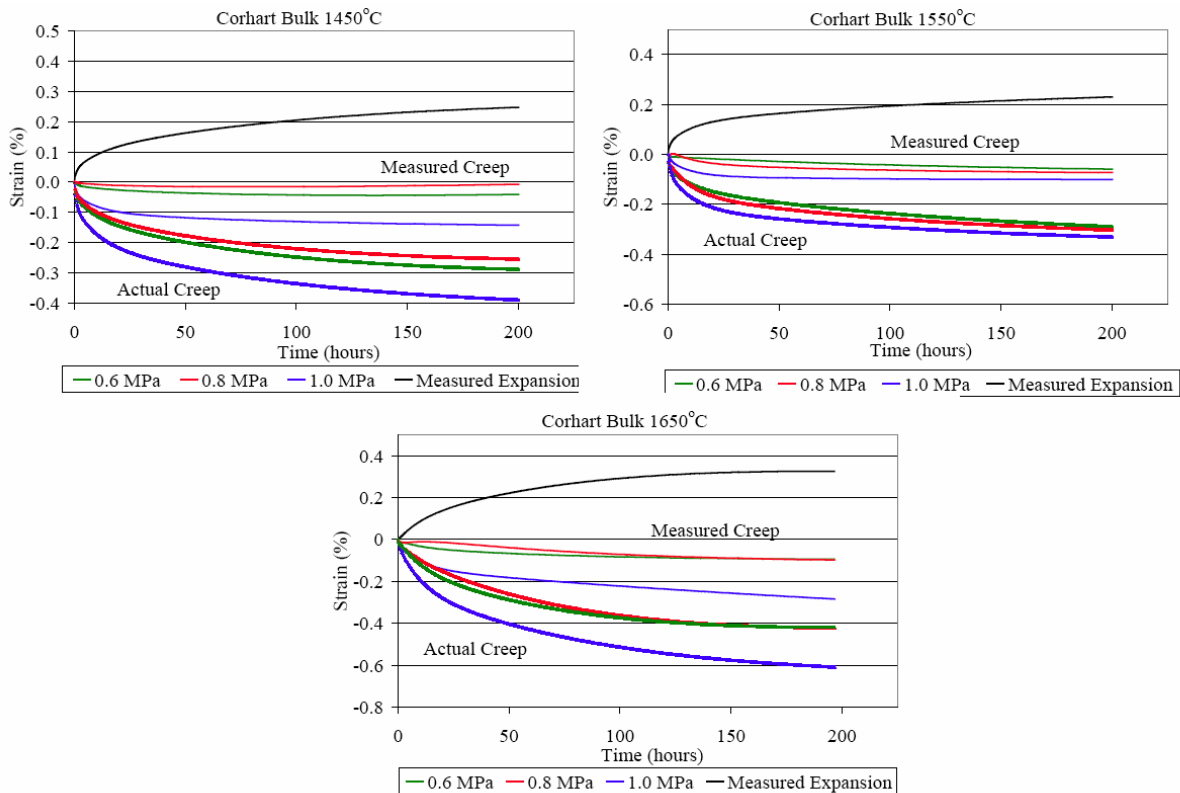 Corhart Bulk 1450°C
0.5
0.4
0.3
0.2
0.1
0.0
-0.1
-0.2
-0.3
-0.4
Strain (%)
Measured Creep
Actual Creep
0 50 100 150 200
Time (hours)
0.6 MPa 0.8 MPa 1.0 MPa Measured Expansion
Corhart Bulk 1550°C
0.4
0.2
0.0
-0.2
-0.4
-0.6
Strain (%)
Measured Creep
Actual Creep
0 50 100 150 200
Time (hours)
0.6 MPa 0.8 MPa 1.0 MPa Measured Expansion
Corhart Bulk 1650°C
0.4
0.2
0
-0.2
-0.4
-0.6
-0.8
Strain (%)
Measured Creep
Actual Creep
0 50 100 150 200
Time (hours)
0.6 MPa 0.8 MPa 1.0 MPa Measured Expansion